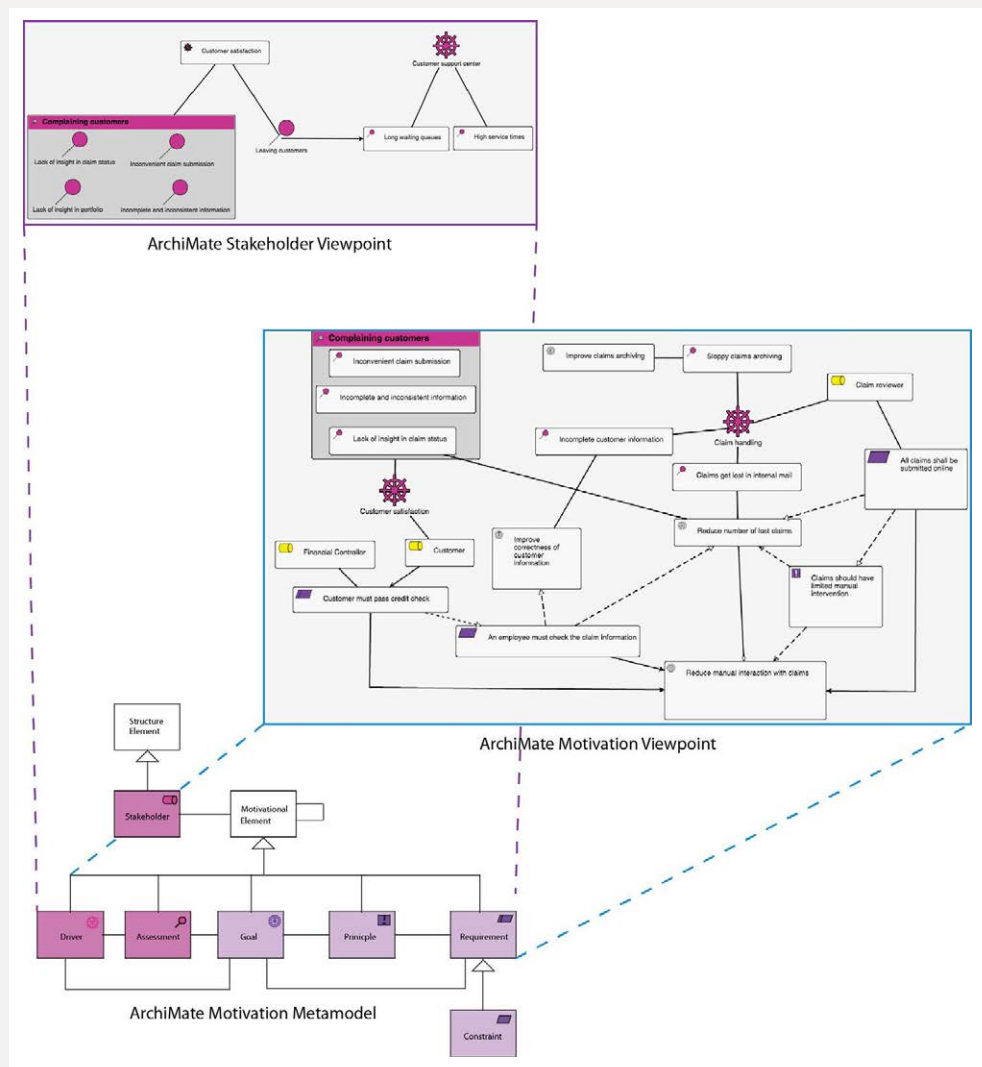 Customer satisfaction
Customer support center
Complaining customers
Lack of insight in claim status
Inconvenient claim submission
Lack of insight in portfolio
Incomplete and inconsistent information
Leaving customers
Long waiting queues
High service times
ArchiMate Stakeholder Viewpoint
Complaining customers
Inconvenient claim submission
Incomplete and inconsistent information
Lack of insight in claim status
Improve claims archiving
Sloppy claims archiving
Claim reviewer
Incomplete customer information
Claim handling
All claims shall be
submitted online
Claims get lost in internal mail
Customer satisfaction
Reduce number of lost claims
Improve
correctness of
customer
information
Financial Controller
Customer
Claims should have
limited manual
intervention
Customer must pass credit check
An employee must check the claim information
Reduce manual interaction with claims
ArchiMate Motivation Viewpoint
Structure
Element
Stakeholder
Motivational
Element
Driver
Assessment
Goal
Prinicple
Requirement
ArchiMate Motivation Metamodel
Constraint